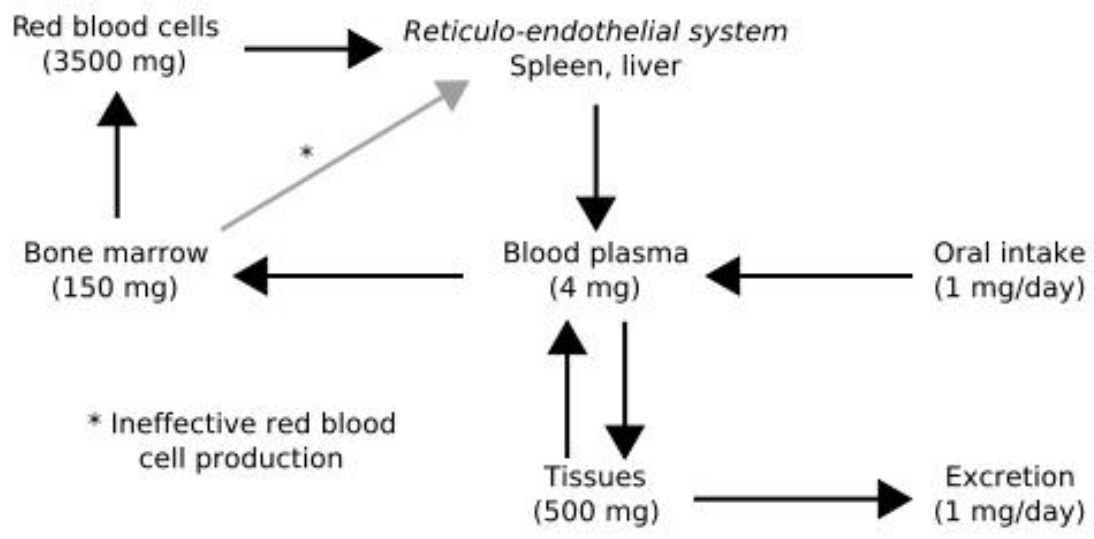 Red blood cells
(3500 mg)
Reticulo-endothelial system
Spleen, liver
*
Bone marrow
(150 mg)
Blood plasma
(4 mg)
Oral intake
(1 mg/day)
* Ineffective red blood
cell production
Tissues
(500 mg)
Excretion
(1 mg/day)